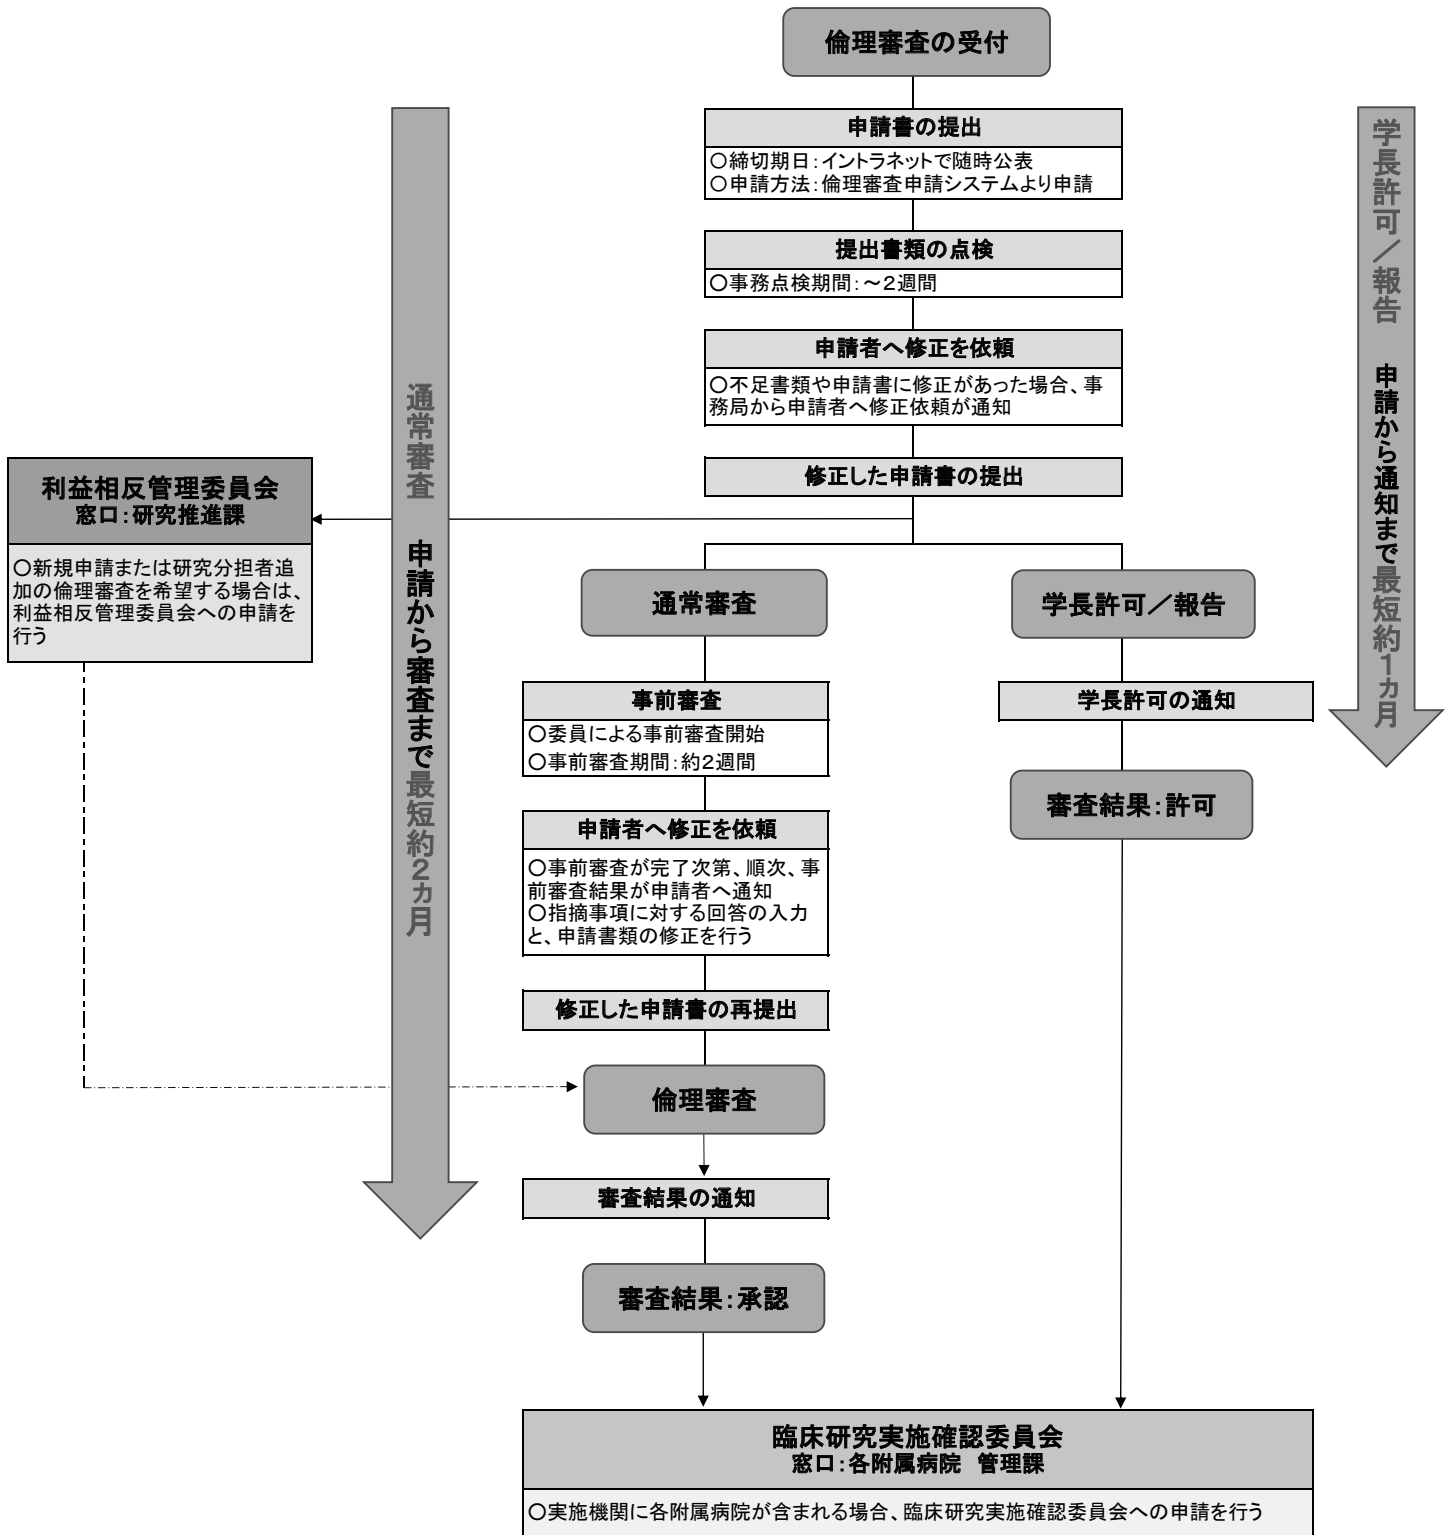 倫理審査の受付
申請書の提出
〇締切期日：イントラネットで随時公表
〇申請方法：倫理審査申請システムより申請
提出書類の点検
〇事務点検期間：～２週間
申請者へ修正を依頼
〇不足書類や申請書に修正があった場合、事
務局から申請者へ修正依頼が通知
修正した申請書の提出
利益相反管理委員会
窓口：研究推進課
〇新規申請または研究分担者追
加の倫理審査を希望する場合は、
利益相反管理委員会への申請を
行う
通常審査　申請から審査まで最短約２カ月
学長許可／報告　申請から通知まで最短約１カ月
通常審査
事前審査
〇委員による事前審査開始
〇事前審査期間：約２週間
申請者へ修正を依頼
〇事前審査が完了次第、順次、事
前審査結果が申請者へ通知
〇指摘事項に対する回答の入力
と、申請書類の修正を行う
修正した申請書の再提出
倫理審査
審査結果の通知
審査結果：承認
学長許可／報告
学長許可の通知
審査結果：許可
臨床研究実施確認委員会
窓口：各附属病院　管理課
〇実施機関に各附属病院が含まれる場合、臨床研究実施確認委員会への申請を行う